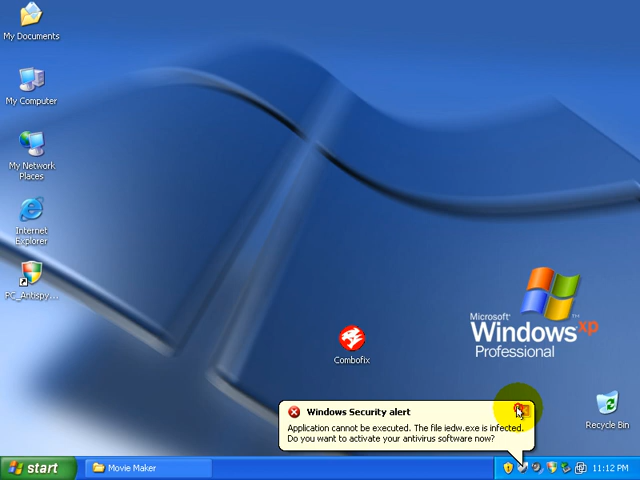 My Documents
My Computer
My Network
Places
Internet
Explorer
PC_Antispy...
Combofix
Microsoft
Windows xp
Professional
TM
Recycle Bin
Windows Security alert
Application cannot be executed. The file iedw.exe is infected.
Do you want to activate your antivirus software now?
start
Movie Maker
11:12 PM